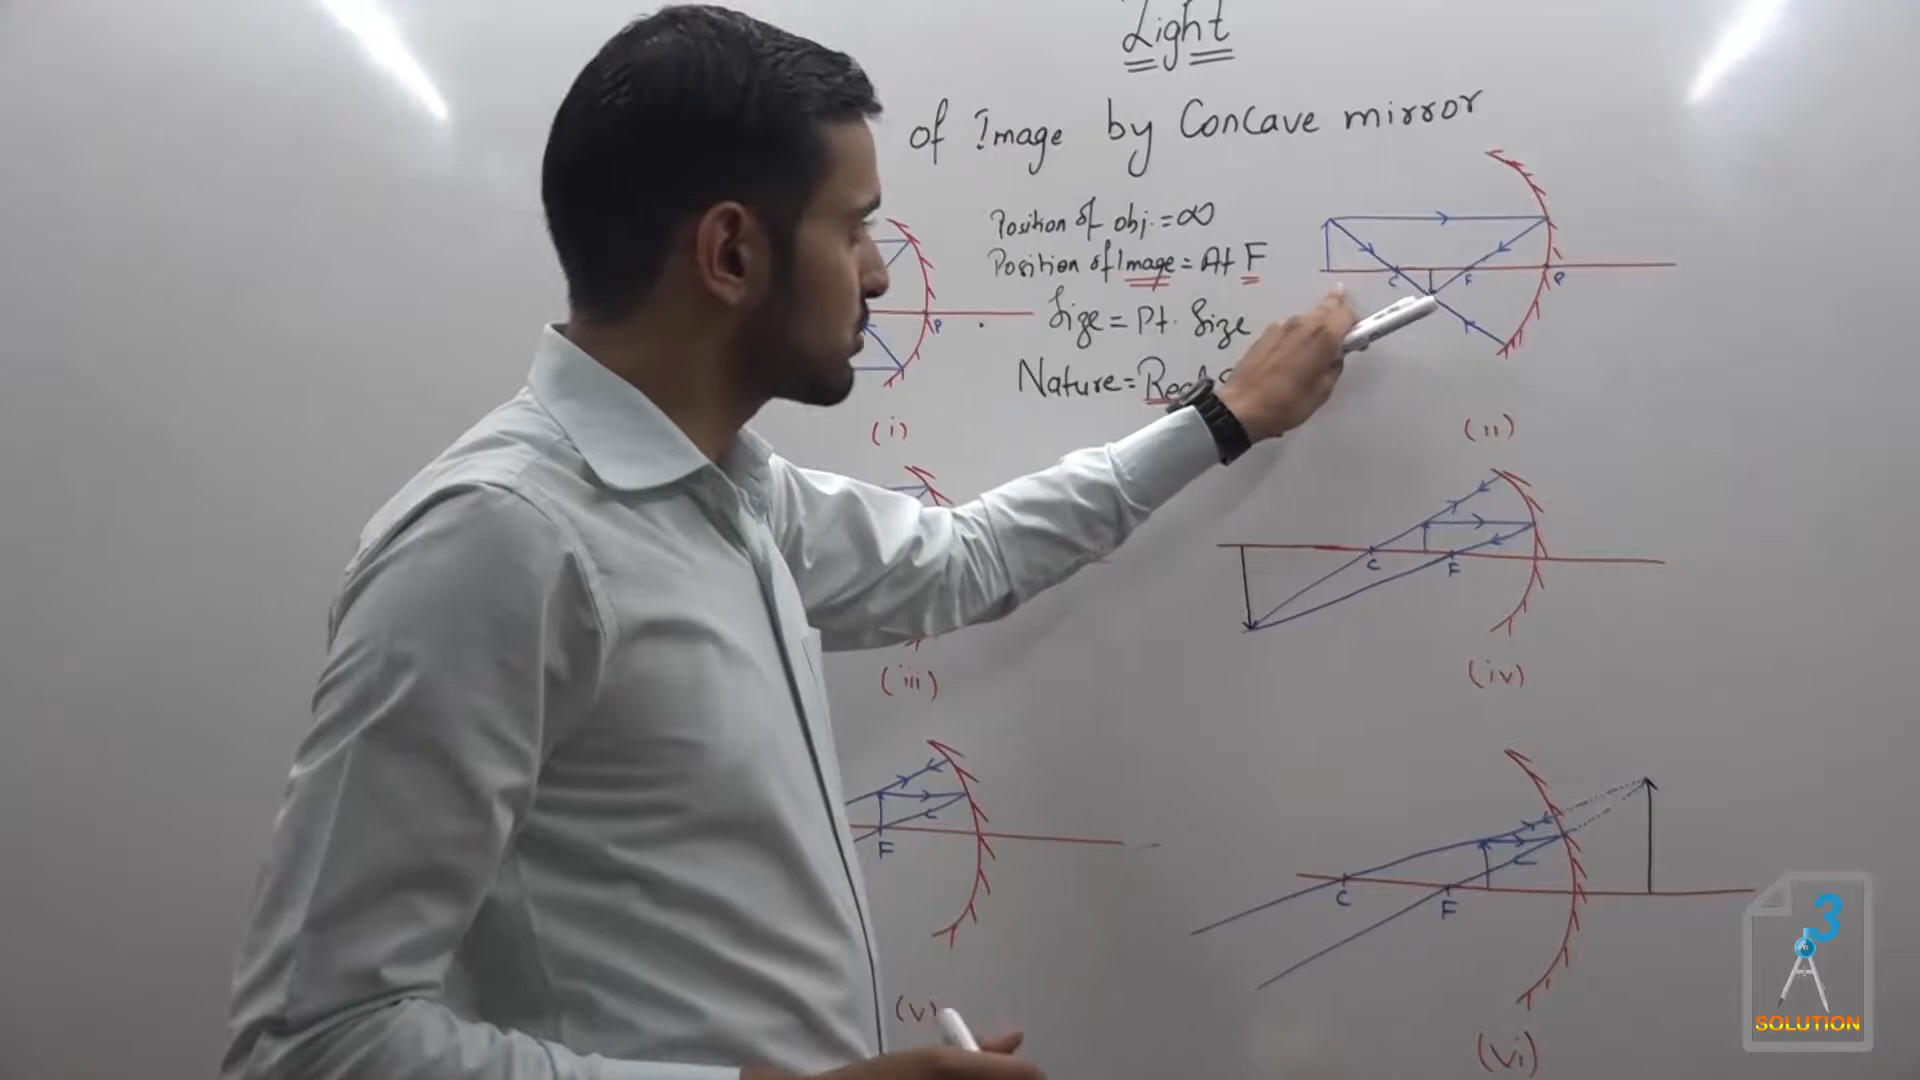 Light
of Image by Concave mirror
Position of obj. = ∞
Position of Image = At F
Size = Pt. Size
Nature = Real
P
(i)
C F P
(ii)
(iii)
C F
(iv)
F
(v)
C F
(vi)
3
A
SOLUTION